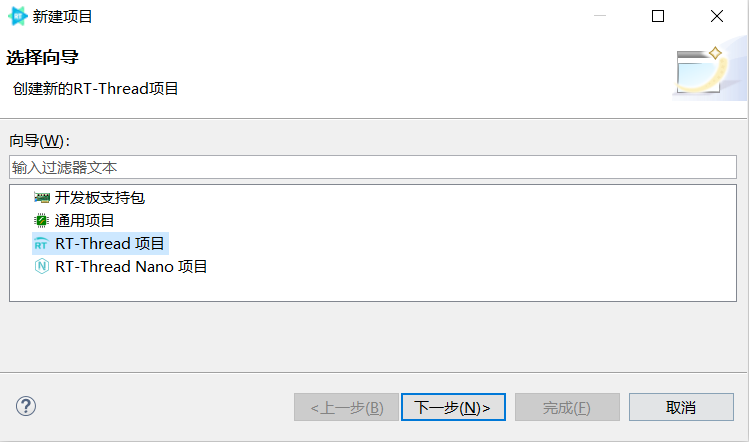 新建项目
选择向导
创建新的RT-Thread项目
向导(W):
输入过滤器文本
开发板支持包
通用项目
RT RT-Thread 项目
N RT-Thread Nano 项目
? <上一步(B) 下一步(N)> 完成(F) 取消